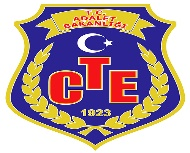 T.C.
ADALET
BAKANLIĞI
CTE
1923